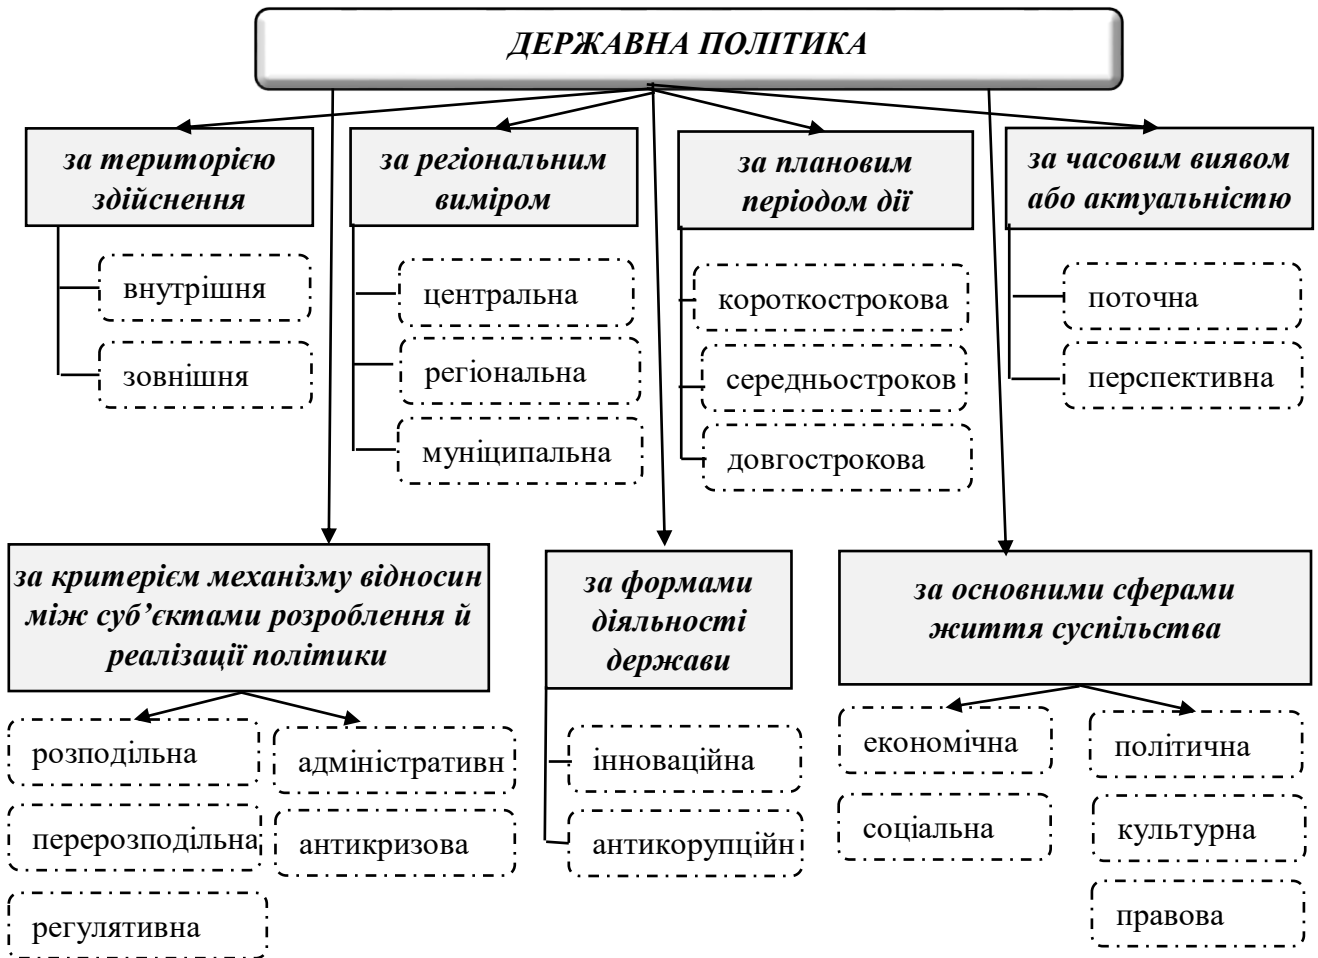 ДЕРЖАВНА ПОЛІТИКА
за територією
здійснення
внутрішня
зовнішня
за регіональним
виміром
центральна
регіональна
муніципальна
за плановим
періодом дії
короткострокова
середньостроков
довгострокова
за часовим виявом
або актуальністю
поточна
перспективна
за критерієм механізму відносин
між суб’єктами розроблення й
реалізації політики
розподільна
перерозподільна
регулятивна
адміністративн
антикризова
за формами
діяльності
держави
інноваційна
антикорупційн
за основними сферами
життя суспільства
економічна
соціальна
політична
культурна
правова